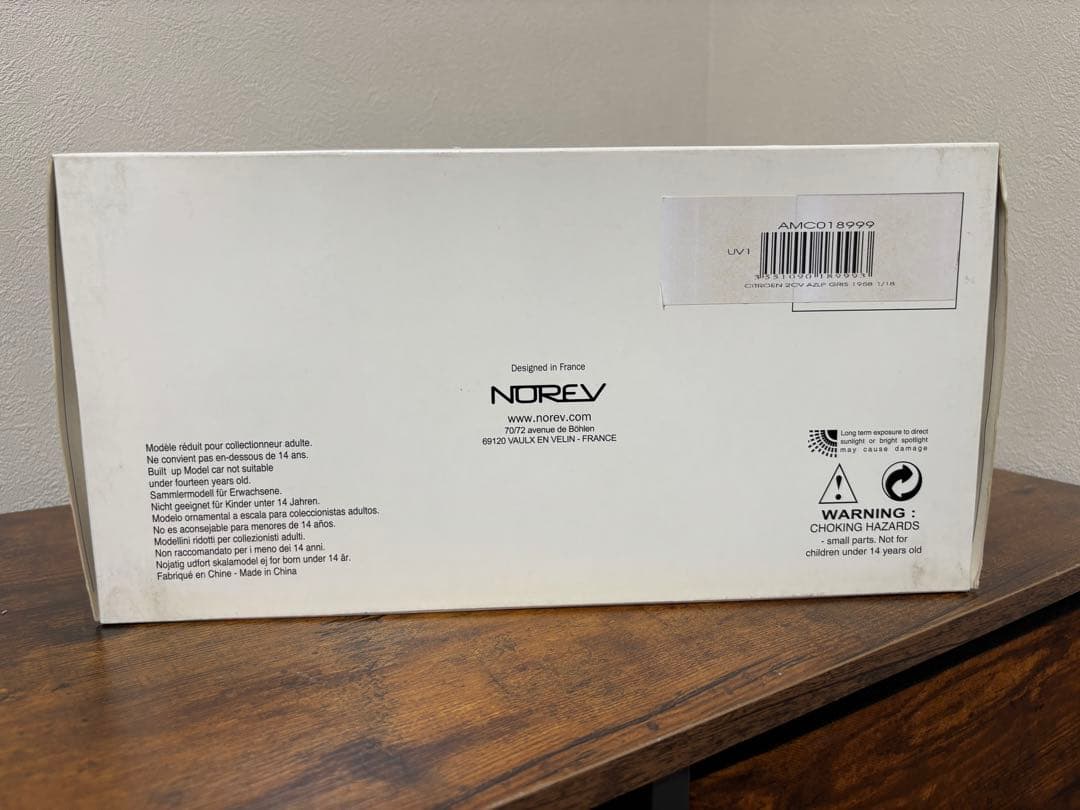 AMC018999
UV1
CITROEN 2CV AZLP GRIS 1958 1/18
Designed in France
NOREV
www.norev.com
70/72 avenue de Böhlen
69120 VAULX EN VELIN - FRANCE
Modèle réduit pour collectionneur adulte.
Ne convient pas en-dessous de 14 ans.
Built up Model car not suitable
under fourteen years old.
Sammlermodell für Erwachsene.
Nicht geeignet für Kinder unter 14 Jahren.
Modelo ornamental a escala para coleccionistas adultos.
No es aconsejable para menores de 14 años.
Modellini ridotti per collezionisti adulti.
Non raccomandato per i meno dei 14 anni.
Nojatig udfort skalamodel ej for born under 14 år.
Fabriqué en Chine - Made in China
Long term exposure to direct
sunlight or bright spotlight
may cause damage
WARNING :
CHOKING HAZARDS
- small parts. Not for
children under 14 years old